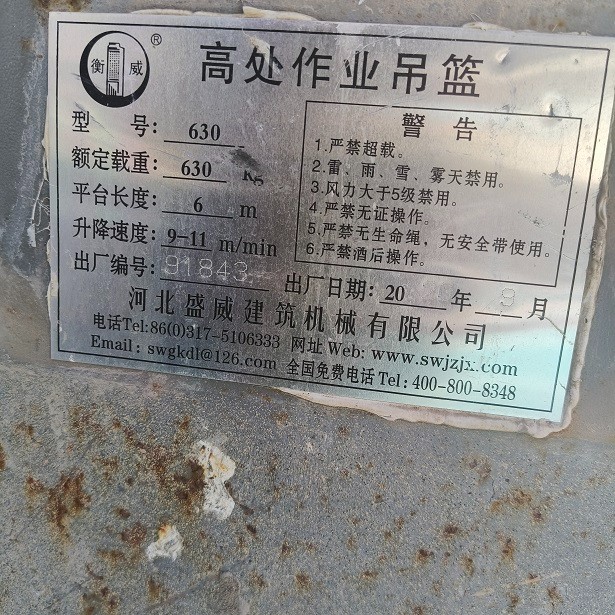 衡 威 ®
高处作业吊篮
型 号: 630
额定载重: 630 Kg
平台长度: 6 m
升降速度: 9-11 m/min
出厂编号: 91843
警 告
1.严禁超载。
2.雷、雨、雪、雾天禁用。
3.风力大于5级禁用。
4.严禁无证操作。
5.严禁无生命绳,无安全带使用。
6.严禁酒后操作。
出厂日期: 20 年 9 月
河北盛威建筑机械有限公司
电话Tel:86(0)317-5106333 网址Web: www.swjzjx.com
Email: swgkdl@126.com 全国免费电话Tel: 400-800-8348